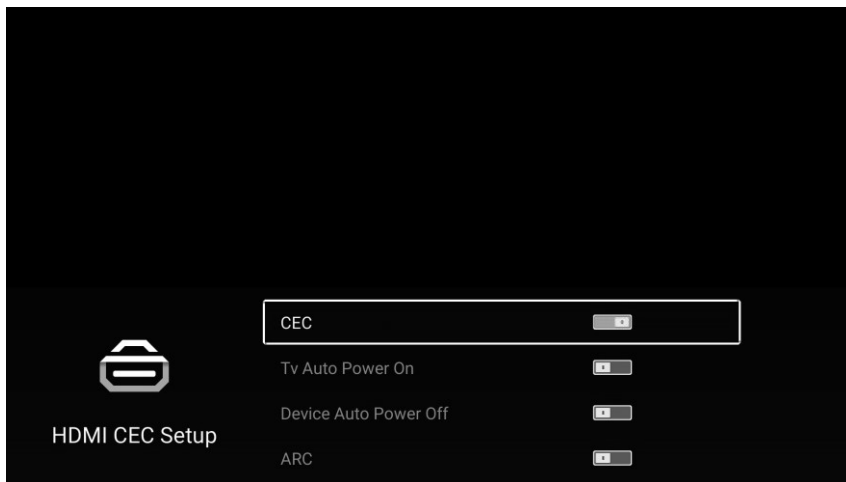 CEC
Tv Auto Power On
Device Auto Power Off
HDMI CEC Setup
ARC